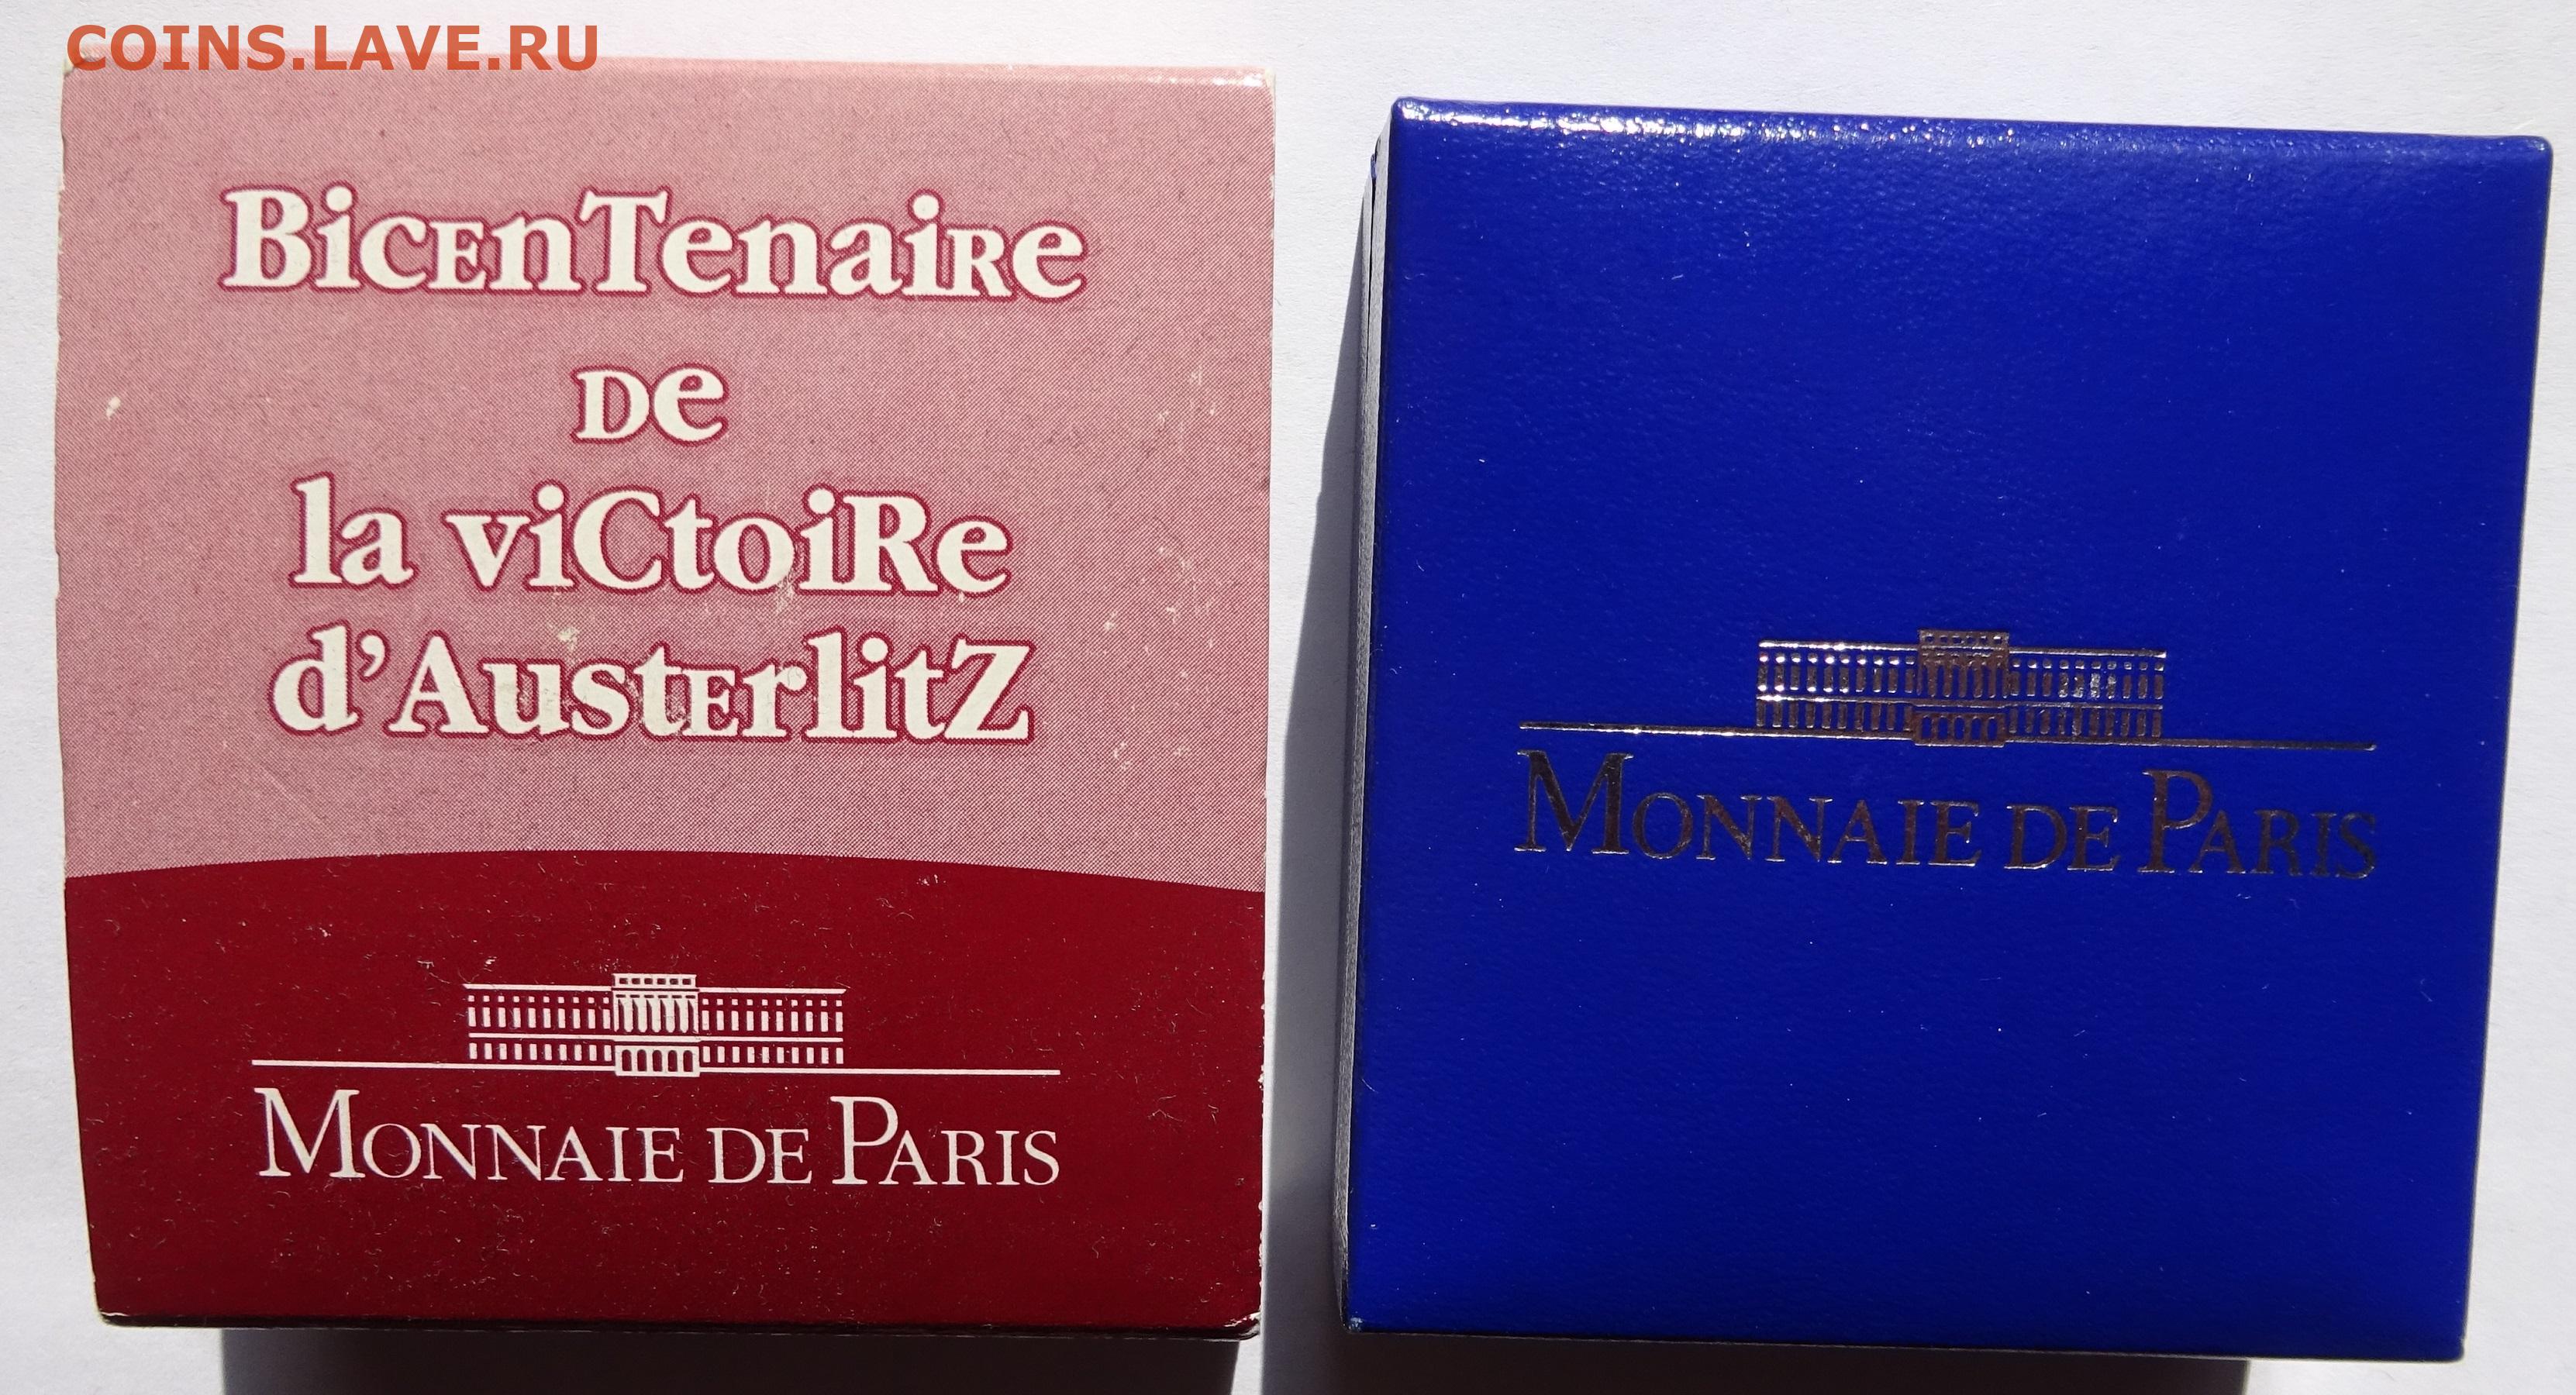 COINS.LAVE.RU
BiCEnTenaiRe
De
la viCtoiRe
d'AustErlitZ
MONNAIE DE PARIS
MONNAIE DE PARIS